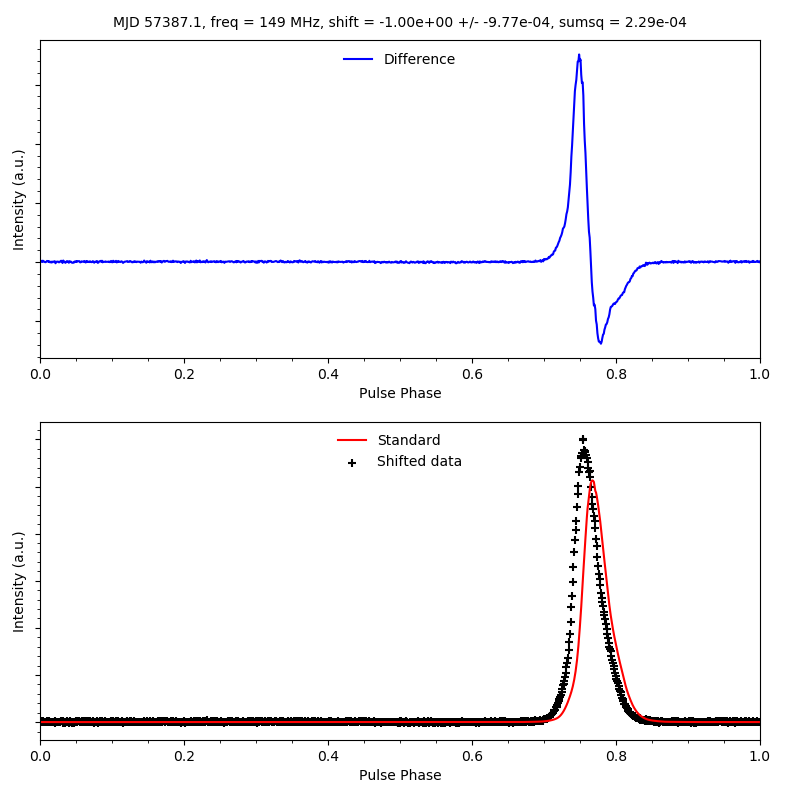 MJD 57387.1, freq = 149 MHz, shift = -1.00e+00 +/- -9.77e-04, sumsq = 2.29e-04
Difference
Intensity (a.u.)
0.0 0.2 0.4 0.6 0.8 1.0
Pulse Phase
Standard
Shifted data
Intensity (a.u.)
0.0 0.2 0.4 0.6 0.8 1.0
Pulse Phase